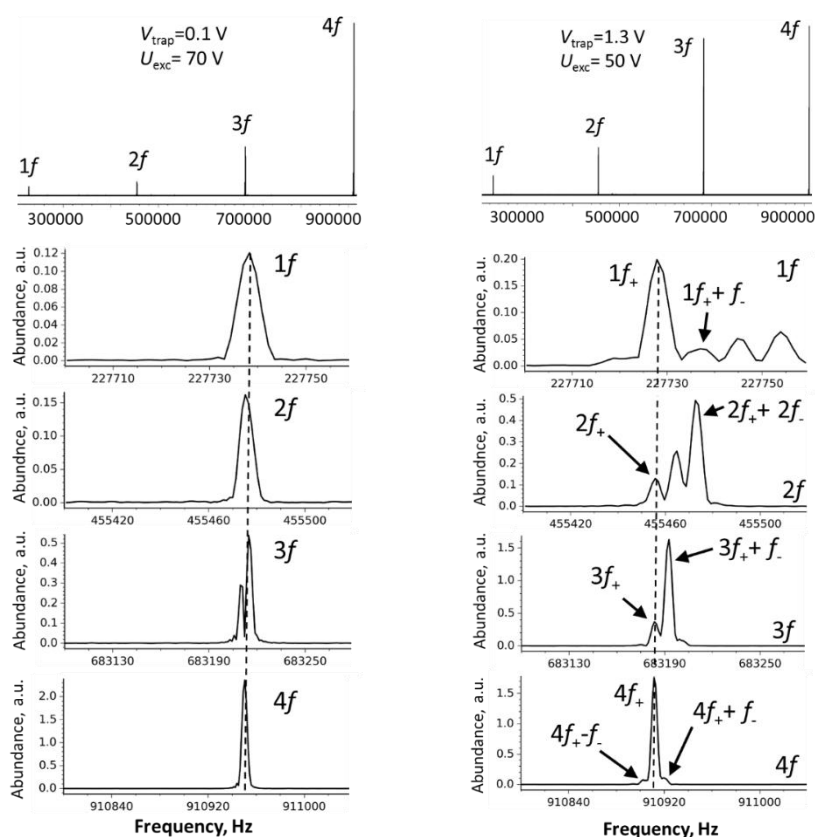 V_trap=0.1 V
U_exc= 70 V
4f
3f
2f
1f
300000 500000 700000 900000
Abundance, a.u.
0.12
0.09
0.06
0.04
0.02
0.00
1f
227710 227730 227750
Abundnce, a.u.
0.15
0.10
0.05
0.00
2f
455420 455460 455500
Abundance, a.u.
0.5
0.4
0.3
0.2
0.1
0.0
3f
683130 683190 683250
Abundance, a.u.
2.0
1.5
1.0
0.5
0.0
4f
910840 910920 911000
Frequency, Hz
V_trap=1.3 V
U_exc= 50 V
4f
3f
2f
1f
300000 500000 700000 900000
Abundance, a.u.
0.20
0.15
0.10
0.05
0.00
1f₊
1f₊+ f₋
1f
227710 227730 227750
Abundance, a.u.
0.5
0.4
0.3
0.2
0.1
0.0
2f₊
2f₊+ 2f₋
2f
455420 455460 455500
Abundance, a.u.
1.5
1.0
0.5
0.0
3f₊
3f₊+ f₋
3f
683130 683190 683250
Abundance, a.u.
1.5
1.0
0.5
0.0
4f₊
4f₊-f₋
4f₊+ f₋
4f
910840 910920 911000
Frequency, Hz